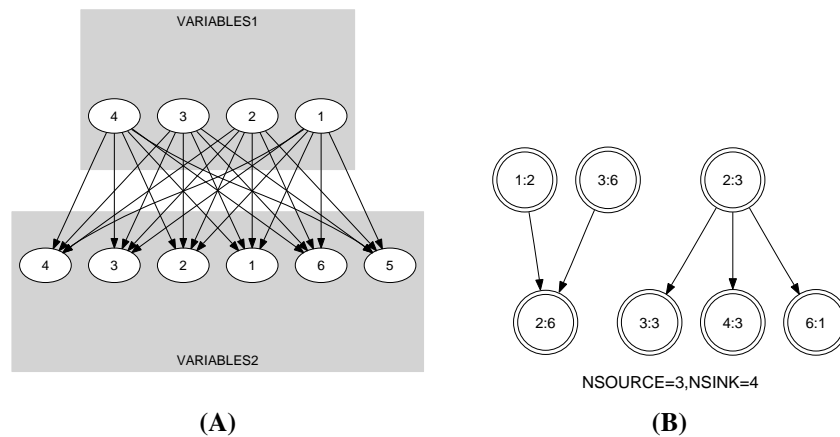 VARIABLES1
4 3 2 1
4 3 2 1 6 5
VARIABLES2
1:2 3:6 2:3
2:6 3:3 4:3 6:1
NSOURCE=3,NSINK=4
(A) (B)